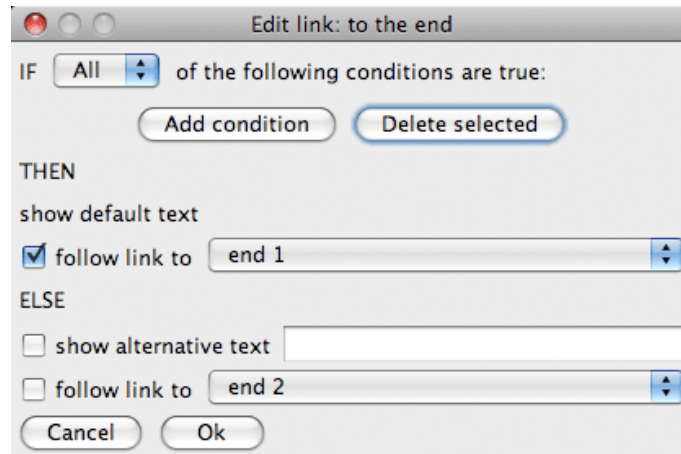 Edit link: to the end
IF All of the following conditions are true:
Add condition Delete selected
THEN
show default text
follow link to end 1
ELSE
show alternative text
follow link to end 2
Cancel Ok